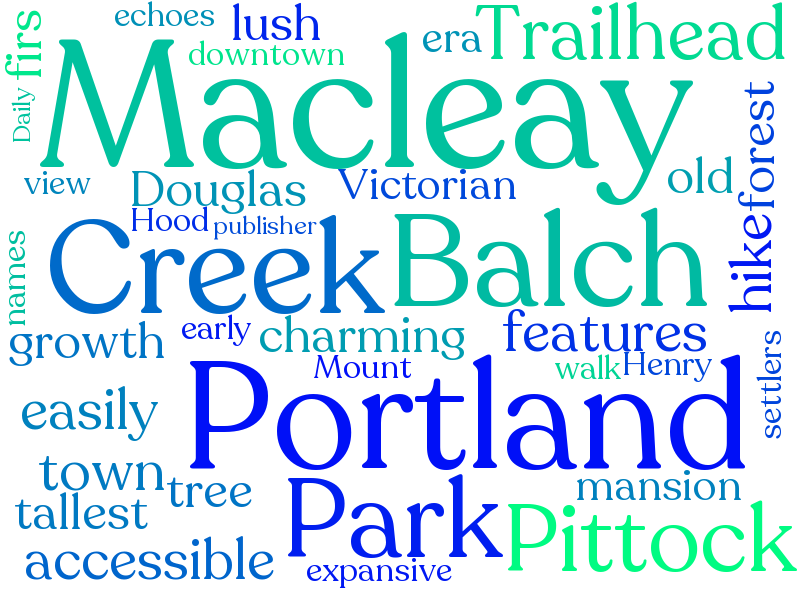 echoes
lush
era
Trailhead
firs
downtown
Macleay
Daily
view
Douglas
Victorian
old
forest
Hood
publisher
names
Creek
Balch
hike
growth
early
charming
features
Mount
walk
Henry
settlers
Portland
easily
town
tree
mansion
tallest
Park
Pittock
accessible
expansive